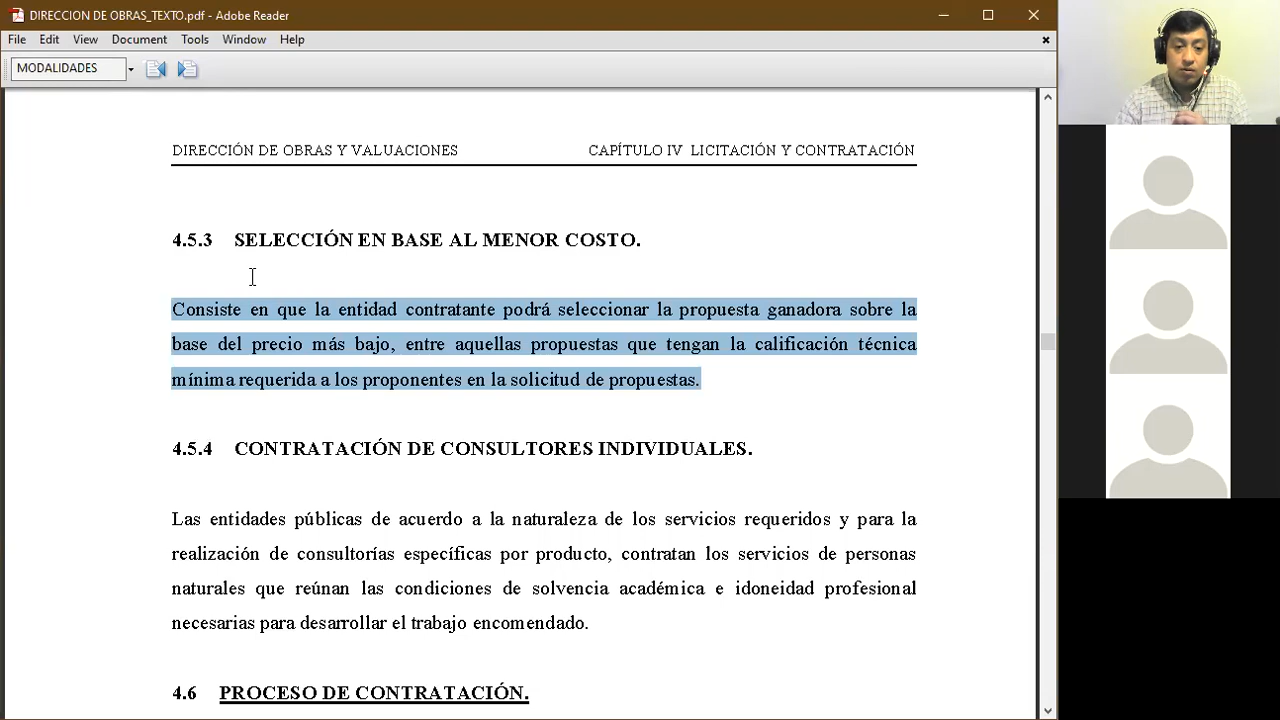 DIRECCION DE OBRAS_TEXTO.pdf - Adobe Reader
File Edit View Document Tools Window Help
MODALIDADES
DIRECCIÓN DE OBRAS Y VALUACIONES CAPÍTULO IV LICITACIÓN Y CONTRATACIÓN
4.5.3 SELECCIÓN EN BASE AL MENOR COSTO.
Consiste en que la entidad contratante podrá seleccionar la propuesta ganadora sobre la
base del precio más bajo, entre aquellas propuestas que tengan la calificación técnica
mínima requerida a los proponentes en la solicitud de propuestas.
4.5.4 CONTRATACIÓN DE CONSULTORES INDIVIDUALES.
Las entidades públicas de acuerdo a la naturaleza de los servicios requeridos y para la
realización de consultorías específicas por producto, contratan los servicios de personas
naturales que reúnan las condiciones de solvencia académica e idoneidad profesional
necesarias para desarrollar el trabajo encomendado.
4.6 PROCESO DE CONTRATACIÓN.